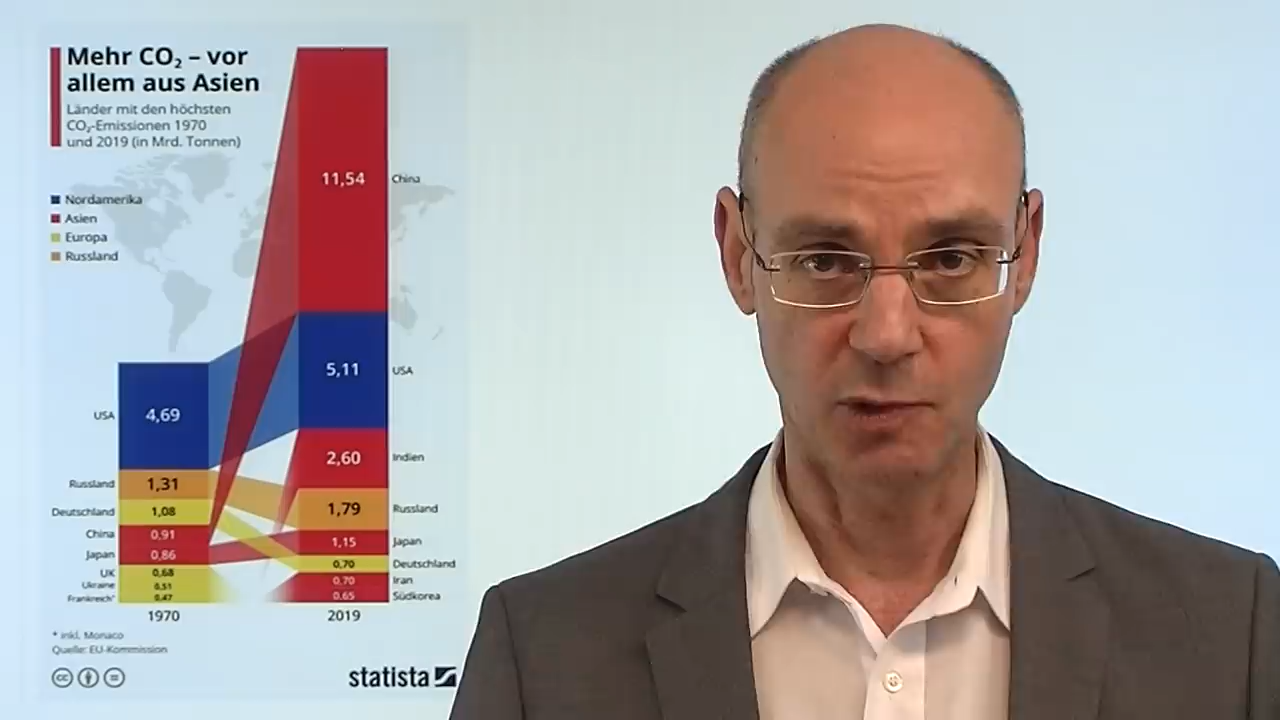 Mehr CO₂ – vor
allem aus Asien
Länder mit den höchsten
CO₂-Emissionen 1970
und 2019 (in Mrd. Tonnen)
Nordamerika
Asien
Europa
Russland
11,54
China
5,11
USA
2,60
Indien
1,79
Russland
1,15
Japan
0,70
Deutschland
0,70
Iran
0,65
Südkorea
USA
4,69
Russland
1,31
Deutschland
1,08
China
0,91
Japan
0,86
UK
0,68
Ukraine
0,51
Frankreich*
0,47
1970
2019
* inkl. Monaco
Quelle: EU-Kommission
cc
statista